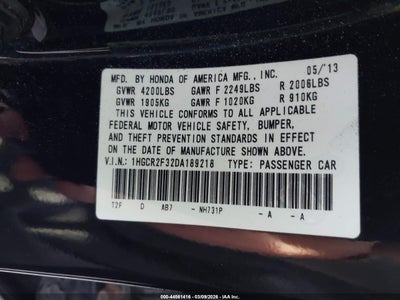 MFD. BY HONDA OF AMERICA MFG., INC. 05/'13
GVWR 4200LBS GAWR F 2249LBS R 2006LBS
GVWR 1905KG GAWR F 1020KG R 910KG
THIS VEHICLE CONFORMS TO ALL APPLICABLE
FEDERAL MOTOR VEHICLE SAFETY, BUMPER,
AND THEFT PREVENTION STANDARDS IN EFFECT
ON THE DATE OF MANUFACTURE SHOWN ABOVE.
V.I.N.: 1HGCR2F32DA189216 TYPE: PASSENGER CAR
T2F D AB7 - NH731P - A - A
000-44561416 - 03/09/2026 - IAA Inc.